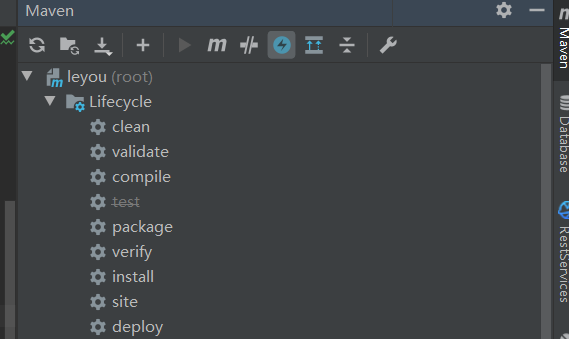 Maven
leyou (root)
Lifecycle
clean
validate
compile
test
package
verify
install
site
deploy
Maven
Database
RestServices